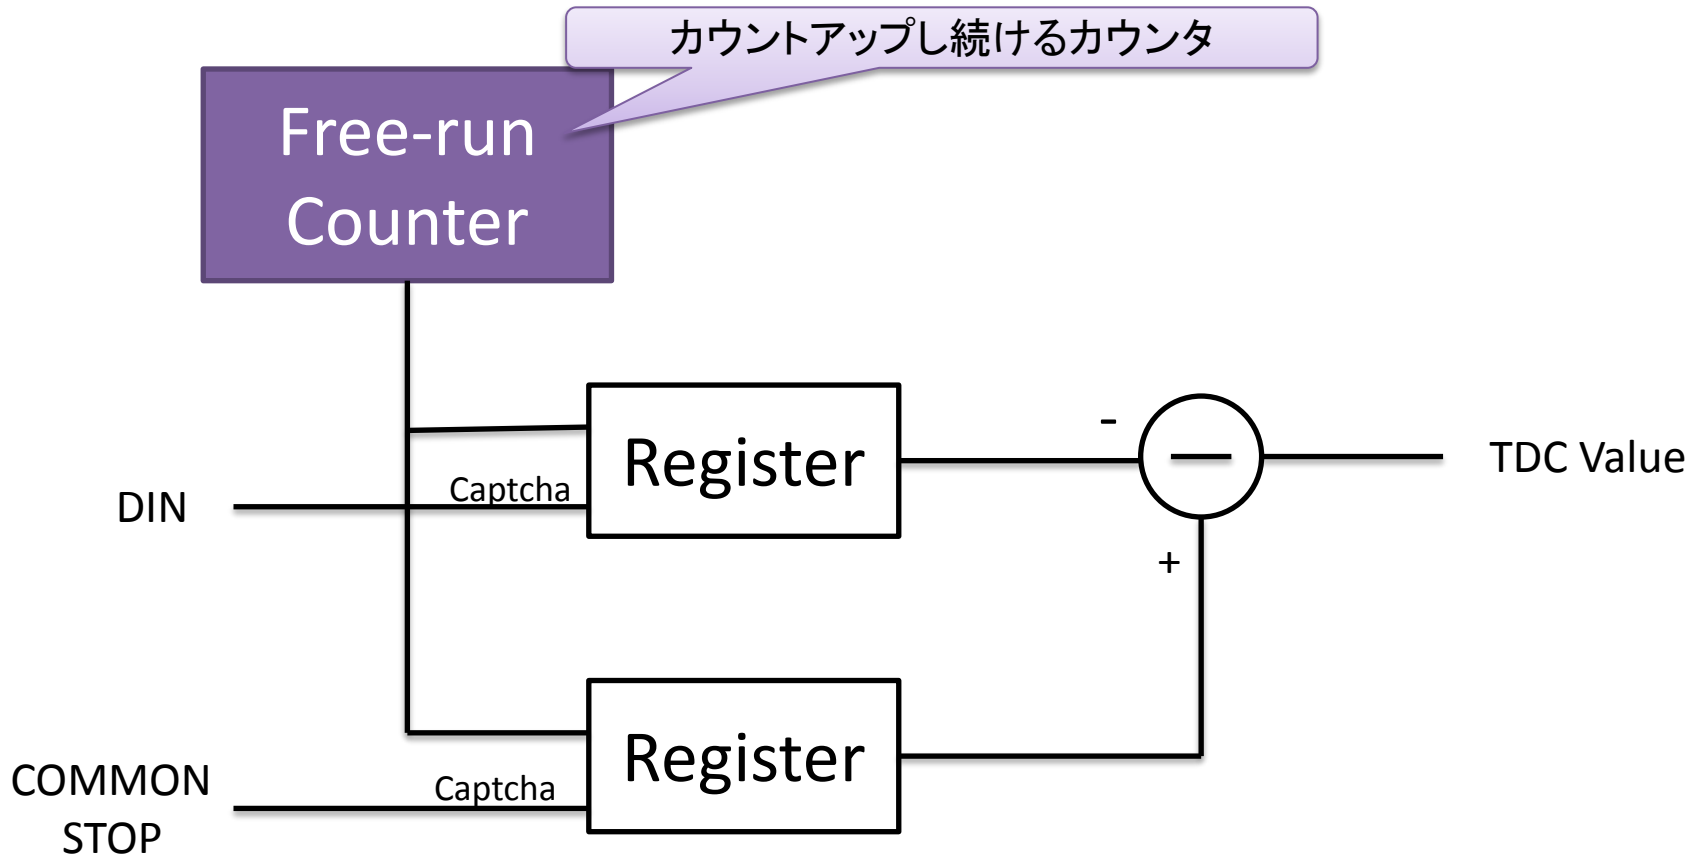 カウントアップし続けるカウンタ
Free-run
Counter
Register
-
—
TDC Value
Captcha
DIN
+
Register
COMMON
STOP
Captcha